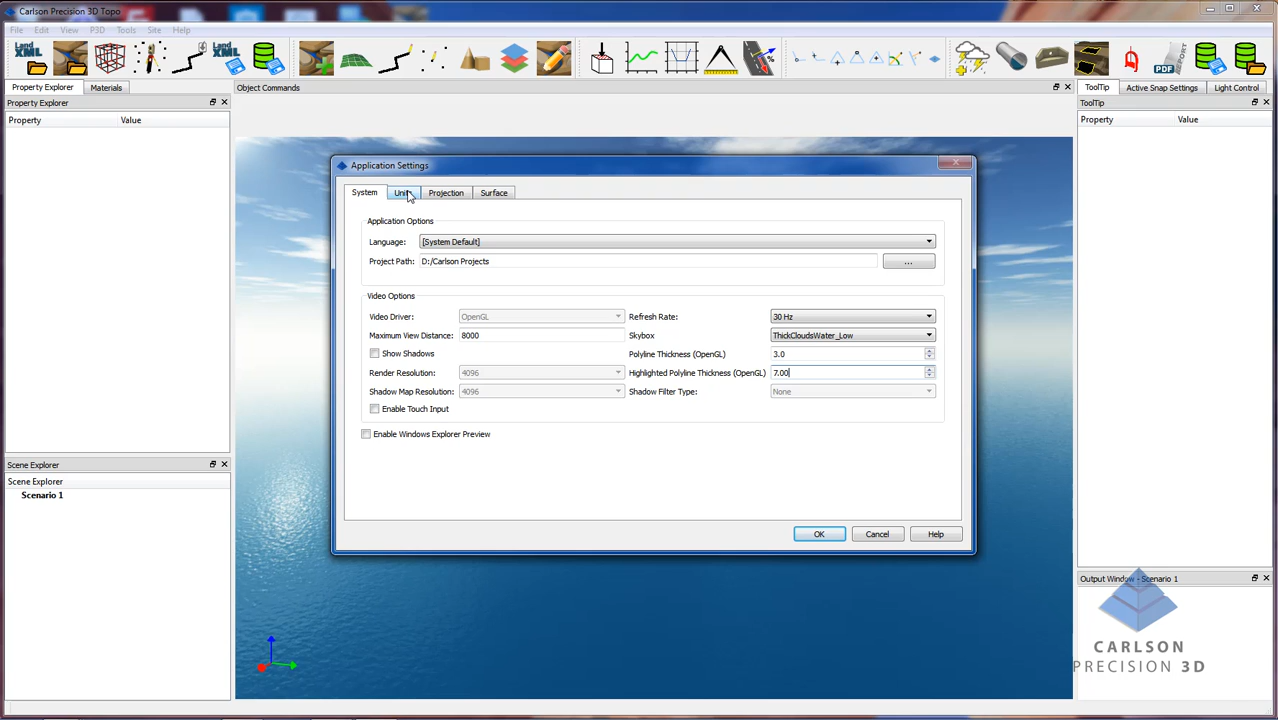 Carlson Precision 3D Topo
File Edit View P3D Tools Site Help
Land XML
XML
PDF
REPORT
Property Explorer Materials
Object Commands
ToolTip Active Snap Settings Light Control
Property Explorer
ToolTip
Property Value
Property Value
Application Settings
System Units Projection Surface
Application Options
Language: [System Default]
Project Path: D:/Carlson Projects ...
Video Options
Video Driver: OpenGL Refresh Rate: 30 Hz
Maximum View Distance: 8000 Skybox ThickCloudsWater_Low
Show Shadows Polyline Thickness (OpenGL) 3.0
Render Resolution: 4096 Highlighted Polyline Thickness (OpenGL) 7.00
Shadow Map Resolution: 4096 Shadow Filter Type: None
Enable Touch Input
Enable Windows Explorer Preview
OK Cancel Help
Scene Explorer
Scene Explorer
Scenario 1
Output Window - Scenario 1
CARLSON
PRECISION 3D